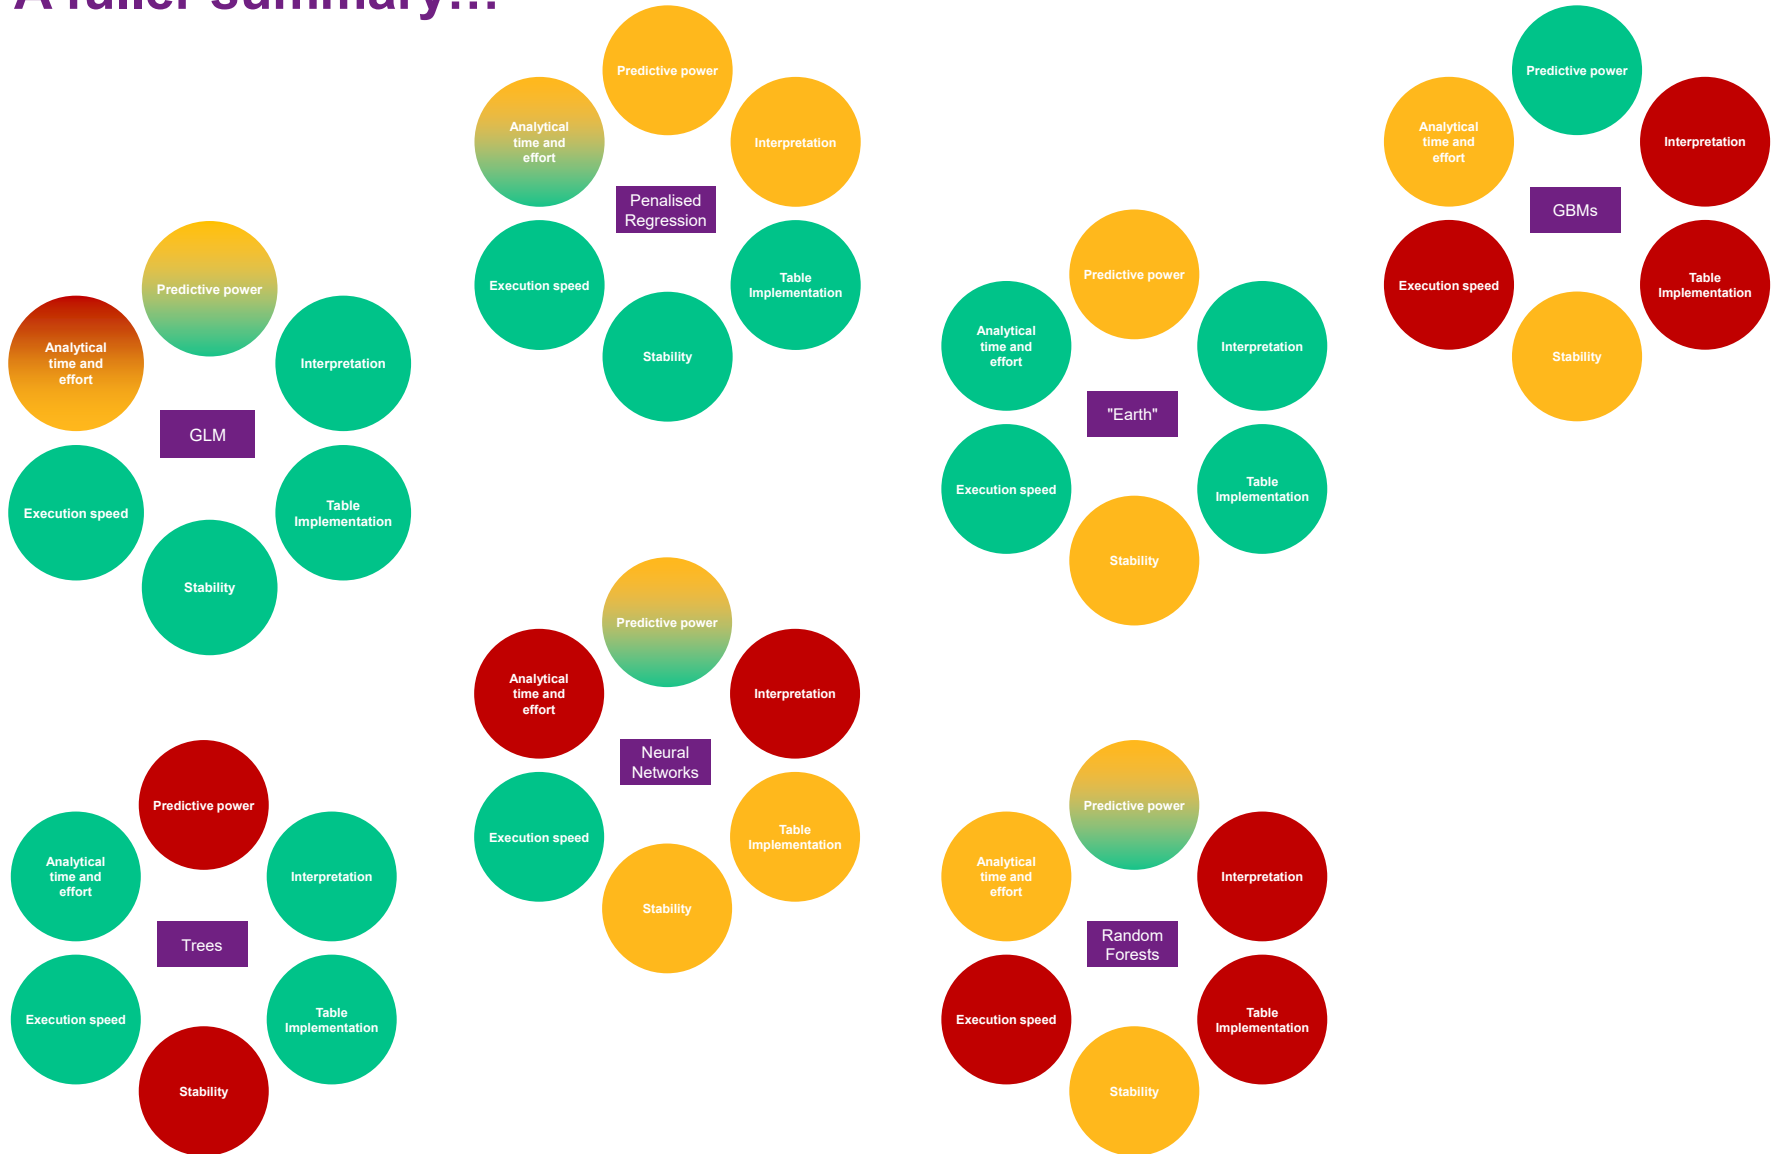 A fuller summary...
Predictive power
Analytical
time and
effort
Interpretation
Penalised
Regression
Execution speed
Table
Implementation
Stability
Predictive power
Analytical
time and
effort
Interpretation
GBMs
Execution speed
Table
Implementation
Stability
Predictive power
Analytical
time and
effort
Interpretation
GLM
Execution speed
Table
Implementation
Stability
Predictive power
Analytical
time and
effort
Interpretation
"Earth"
Execution speed
Table
Implementation
Stability
Predictive power
Analytical
time and
effort
Interpretation
Neural
Networks
Execution speed
Table
Implementation
Stability
Predictive power
Analytical
time and
effort
Interpretation
Trees
Execution speed
Table
Implementation
Stability
Predictive power
Analytical
time and
effort
Interpretation
Random
Forests
Execution speed
Table
Implementation
Stability